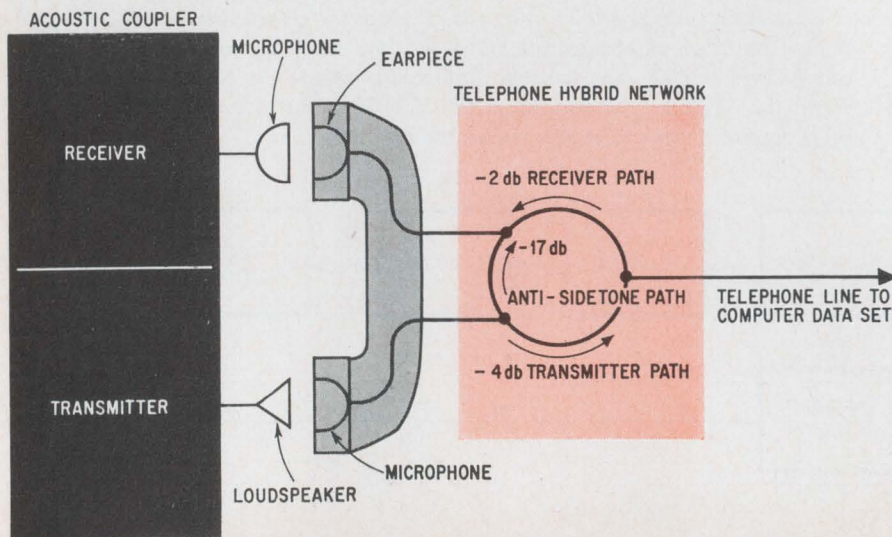 ACOUSTIC COUPLER
MICROPHONE
EARPIECE
TELEPHONE HYBRID NETWORK
RECEIVER
-2 db RECEIVER PATH
-17 db
ANTI-SIDETONE PATH
TELEPHONE LINE TO
COMPUTER DATA SET
-4 db TRANSMITTER PATH
TRANSMITTER
MICROPHONE
LOUDSPEAKER